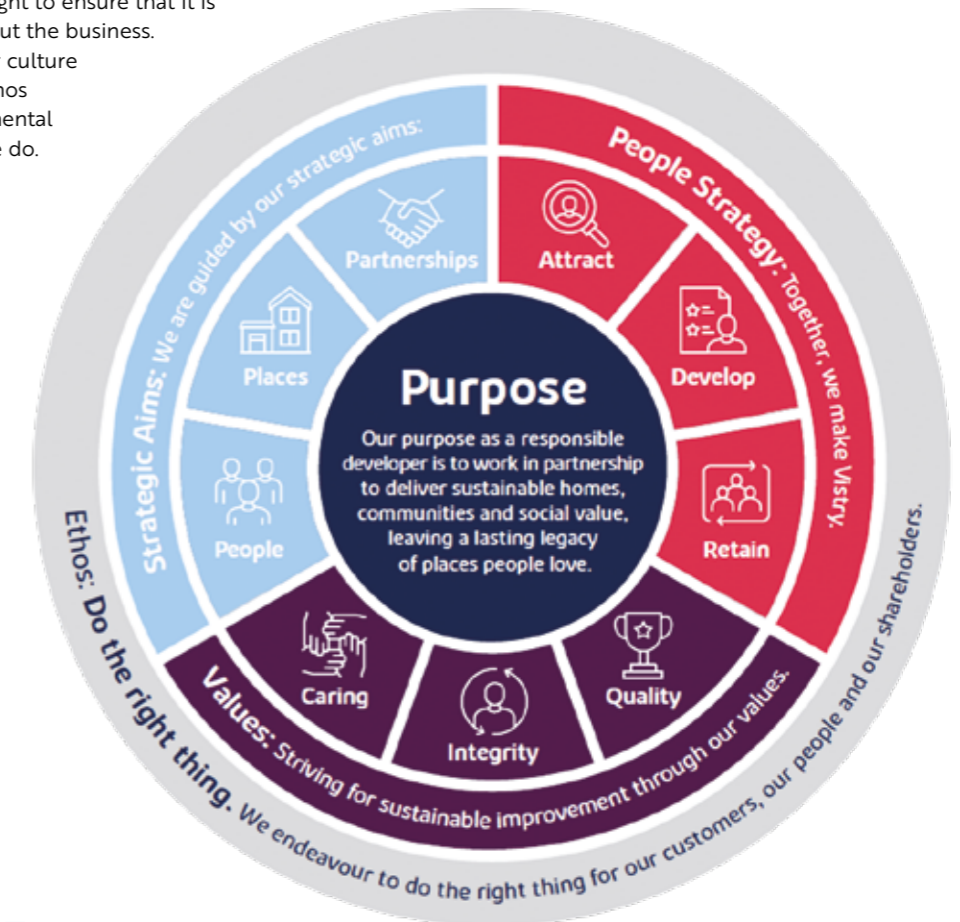 ght to ensure that it is
ut the business.
culture
nos
nental
e do.
Strategic Aims: We are guided by our strategic aims:
Partnerships
Places
People
People Strategy: Together, we make Vistry.
Attract
Develop
Retain
Purpose
Our purpose as a responsible
developer is to work in partnership
to deliver sustainable homes,
communities and social value,
leaving a lasting legacy
of places people love.
Caring
Integrity
Quality
Values: Striving for sustainable improvement through our values.
Ethos: Do the right thing. We endeavour to do the right thing for our customers, our people and our shareholders.